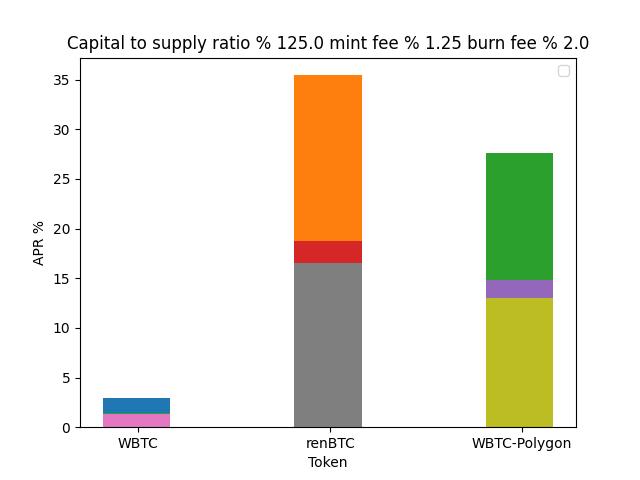 Capital to supply ratio % 125.0 mint fee % 1.25 burn fee % 2.0
35
30
25
20
15
10
5
0
APR %
WBTC renBTC WBTC-Polygon
Token